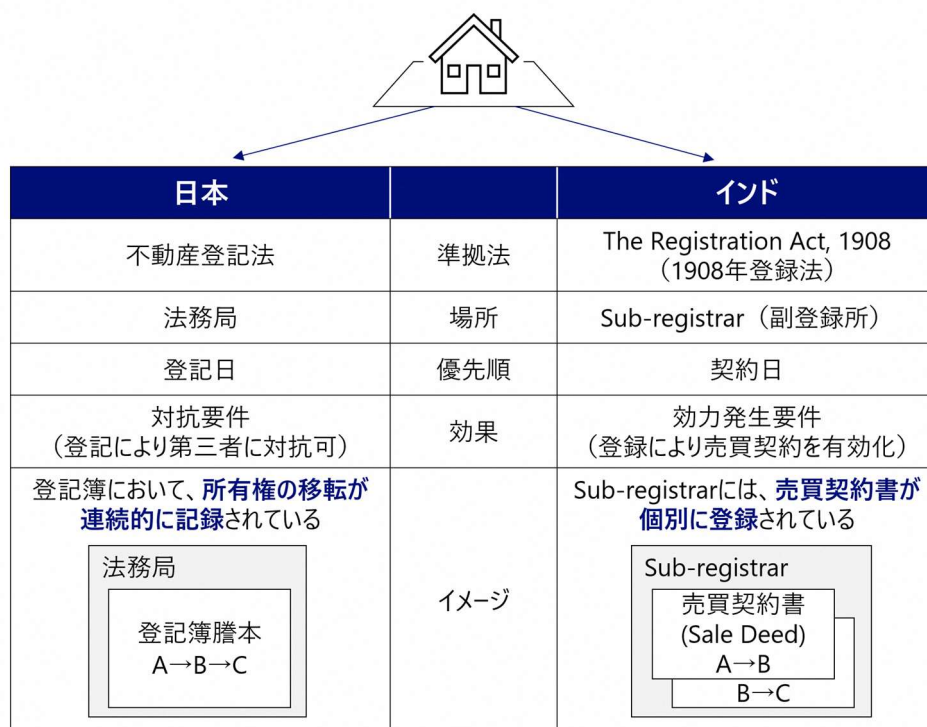 日本
インド
不動産登記法
準拠法
The Registration Act, 1908
（1908年登録法）
法務局
場所
Sub-registrar（副登録所）
登記日
優先順
契約日
対抗要件
（登記により第三者に対抗可）
効果
効力発生要件
（登録により売買契約を有効化）
登記簿において、所有権の移転が
連続的に記録されている
法務局
登記簿謄本
A→B→C
イメージ
Sub-registrarには、売買契約書が
個別に登録されている
Sub-registrar
売買契約書
(Sale Deed)
A→B
B→C